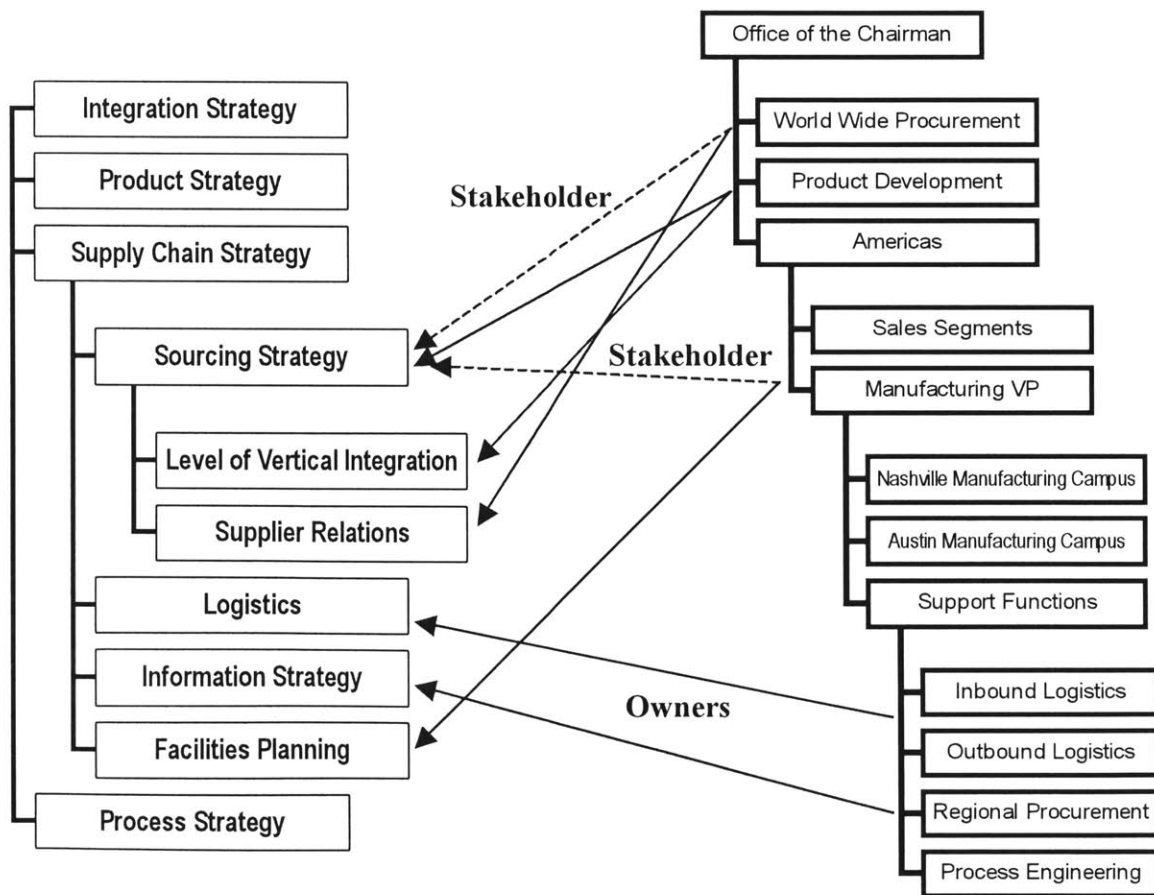 Office of the Chairman
World Wide Procurement
Product Development
Americas
Sales Segments
Manufacturing VP
Nashville Manufacturing Campus
Austin Manufacturing Campus
Support Functions
Inbound Logistics
Outbound Logistics
Regional Procurement
Process Engineering
Integration Strategy
Product Strategy
Supply Chain Strategy
Sourcing Strategy
Level of Vertical Integration
Supplier Relations
Logistics
Information Strategy
Facilities Planning
Process Strategy
Stakeholder
Stakeholder
Owners